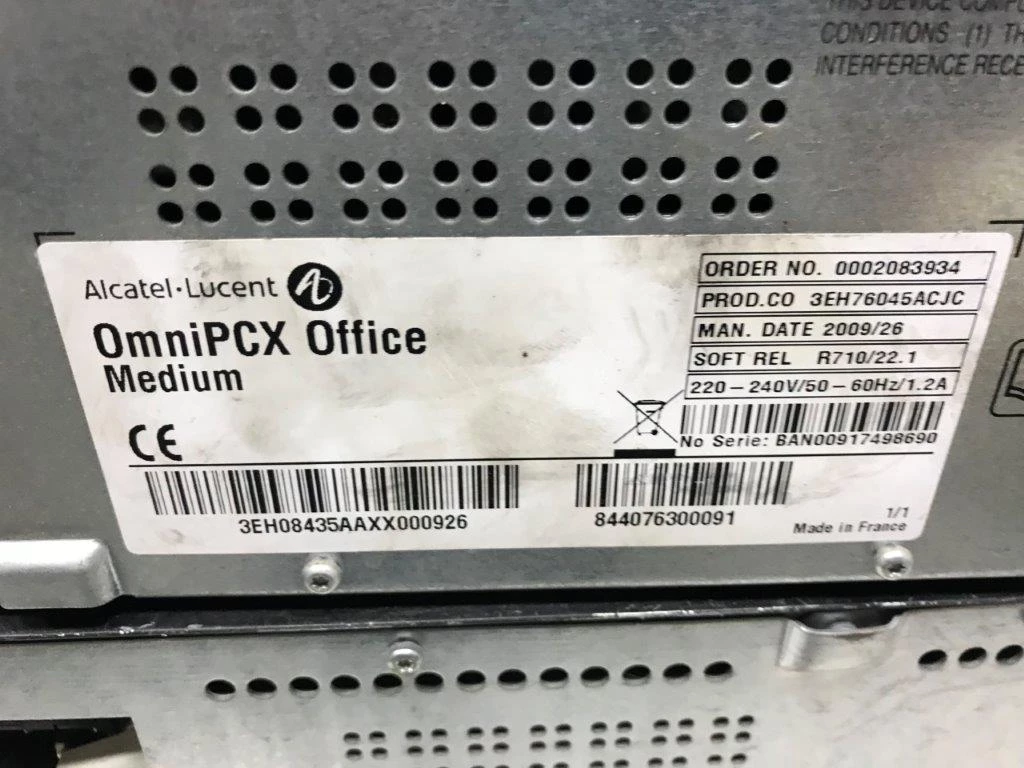 THIS DEVICE
CONDITIONS (1)
INTERFERENCE
Alcatel·Lucent
OmniPCX Office
Medium
CE
ORDER NO. 0002083934
PROD.CO 3EH76045ACJC
MAN. DATE 2009/26
SOFT REL R710/22.1
220-240V/50-60Hz/1.2A
No Serie: BAN00917498690
3EH08435AAXX000926
844076300091
1/1
Made in France